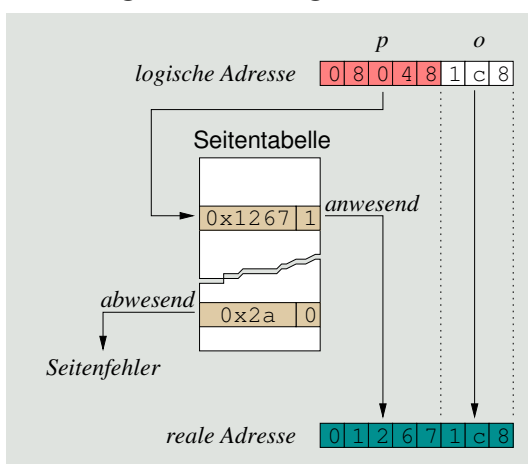 p o
logische Adresse 0 8 0 4 8 1 c 8
Seitentabelle
0x1267 1 anwesend
abwesend
0x2a 0
Seitenfehler
reale Adresse 0 1 2 6 7 1 c 8